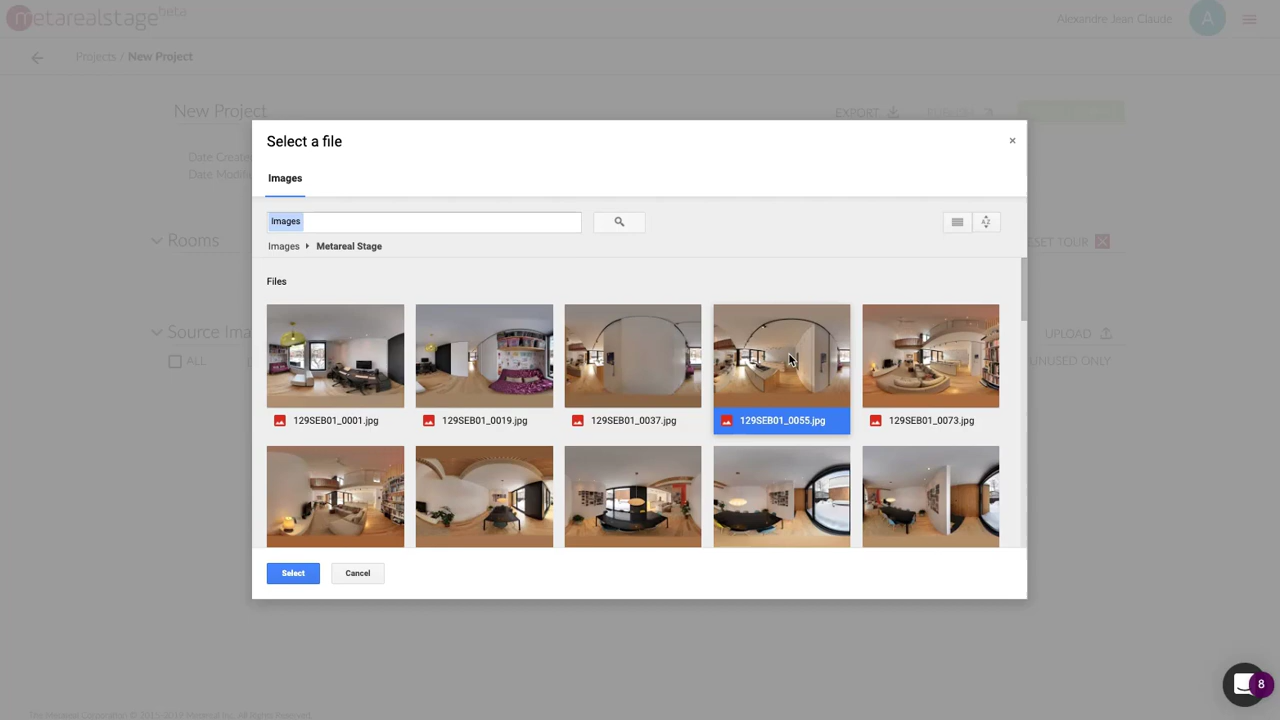 metarealstage beta
Alexandre Jean Claude
A
Projects / New Project
New Project
EXPORT
Date Create
Date Modifi
Select a file
×
Images
Images
Images Metareal Stage
Rooms
ESET TOUR
Files
129SEB01_0001.jpg
129SEB01_0019.jpg
129SEB01_0037.jpg
129SEB01_0055.jpg
129SEB01_0073.jpg
Source Ima
UPLOAD
ALL
UNUSED ONLY
Select
Cancel
8